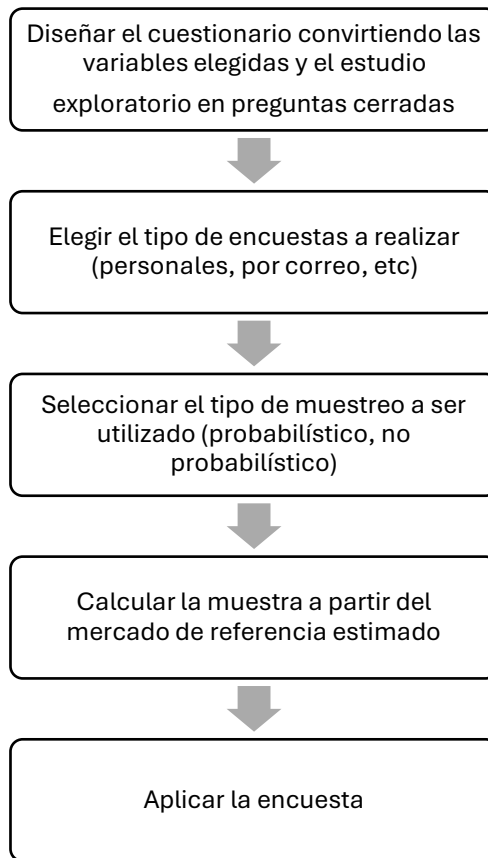 Diseñar el cuestionario convirtiendo las
variables elegidas y el estudio
exploratorio en preguntas cerradas
Elegir el tipo de encuestas a realizar
(personales, por correo, etc)
Seleccionar el tipo de muestreo a ser
utilizado (probabilístico, no
probabilístico)
Calcular la muestra a partir del
mercado de referencia estimado
Aplicar la encuesta